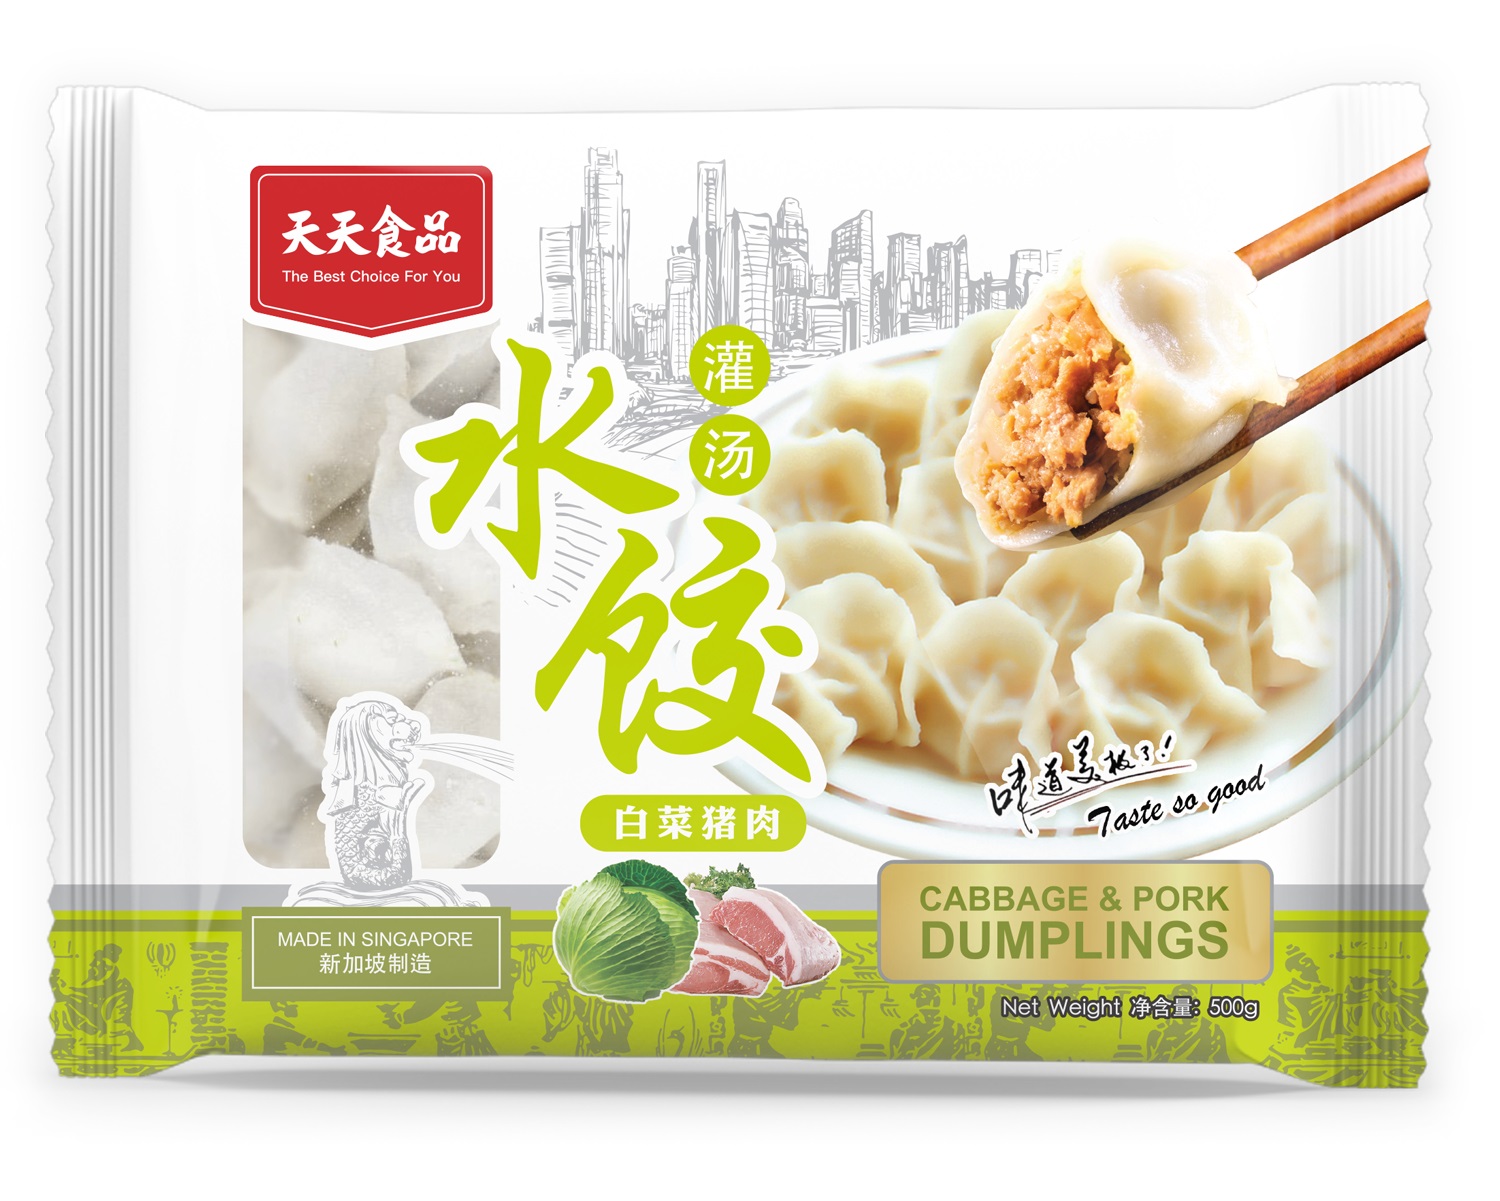 天天食品
The Best Choice For You
灌汤
水饺
白菜猪肉
味道美极了!
Taste so good
CABBAGE & PORK
DUMPLINGS
MADE IN SINGAPORE
新加坡制造
Net Weight 净含量: 500g